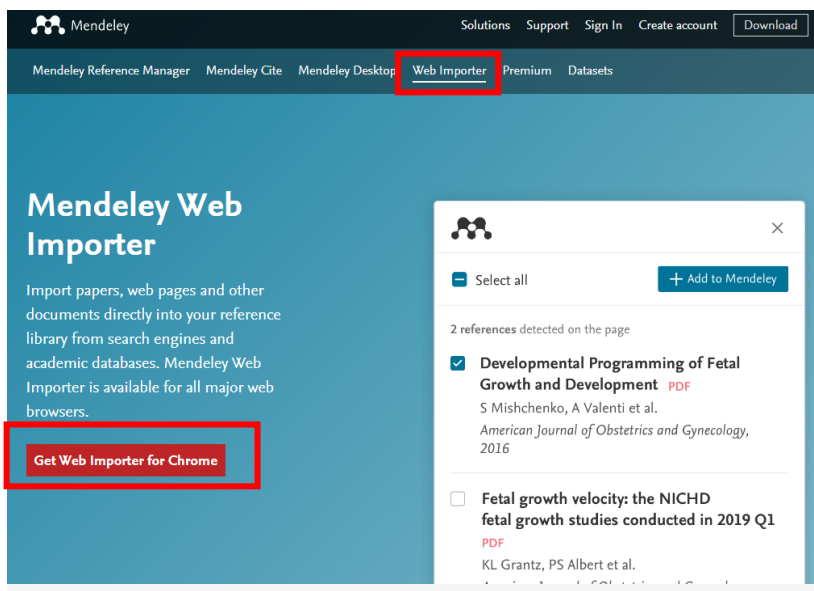 Mendeley
Solutions Support Sign In Create account Download
Mendeley Reference Manager Mendeley Cite Mendeley Desktop Web Importer Premium Datasets
Mendeley Web
Importer
Import papers, web pages and other
documents directly into your reference
library from search engines and
academic databases. Mendeley Web
Importer is available for all major web
browsers.
Get Web Importer for Chrome
Select all
+ Add to Mendeley
2 references detected on the page
Developmental Programming of Fetal
Growth and Development PDF
S Mishchenko, A Valenti et al.
American Journal of Obstetrics and Gynecology,
2016
Fetal growth velocity: the NICHD
fetal growth studies conducted in 2019 Q1
PDF
KL Grantz, PS Albert et al.